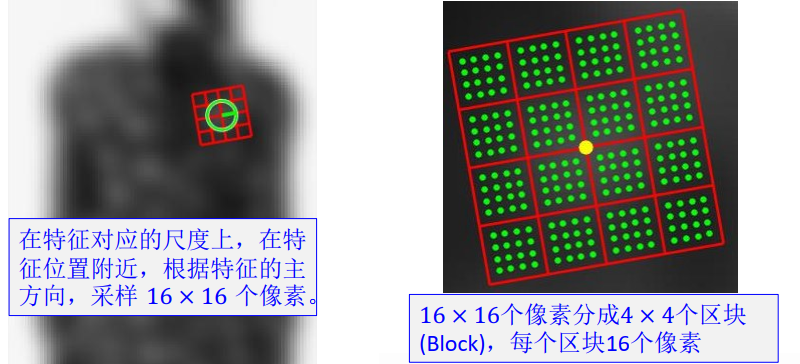 在特征对应的尺度上，在特
征位置附近，根据特征的主
方向，采样 16 × 16 个像素。
16 × 16个像素分成4 × 4个区块
(Block)，每个区块16个像素